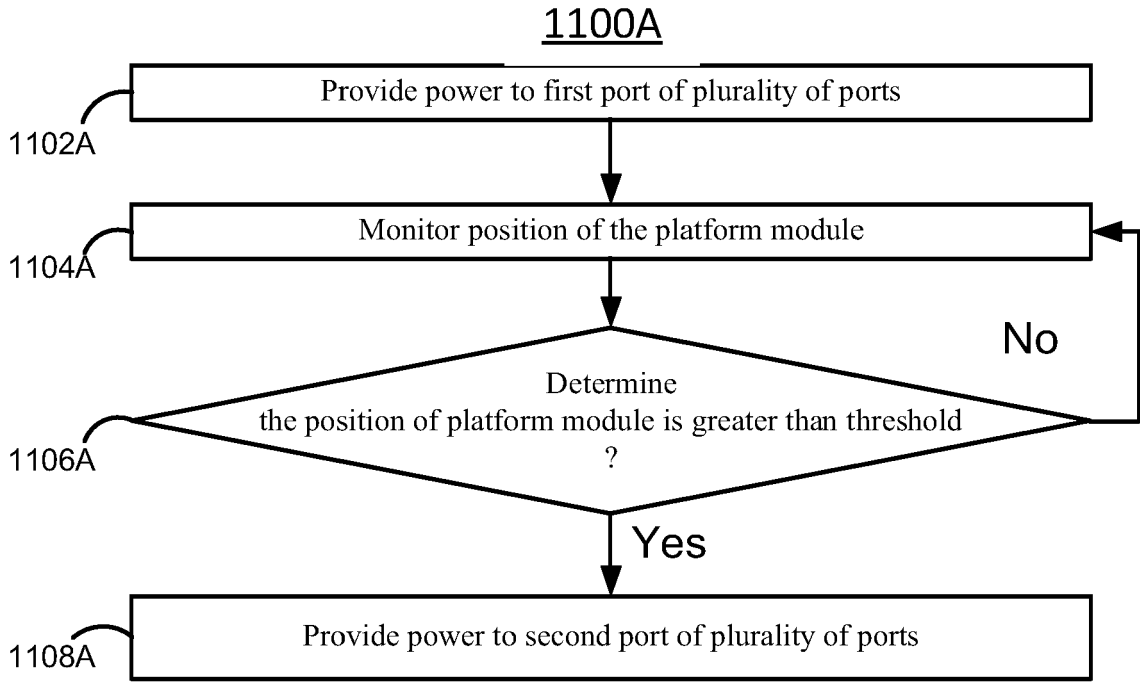 1100A
Provide power to first port of plurality of ports
1102A
Monitor position of the platform module
1104A
No
Determine
the position of platform module is greater than threshold
?
1106A
Yes
Provide power to second port of plurality of ports
1108A